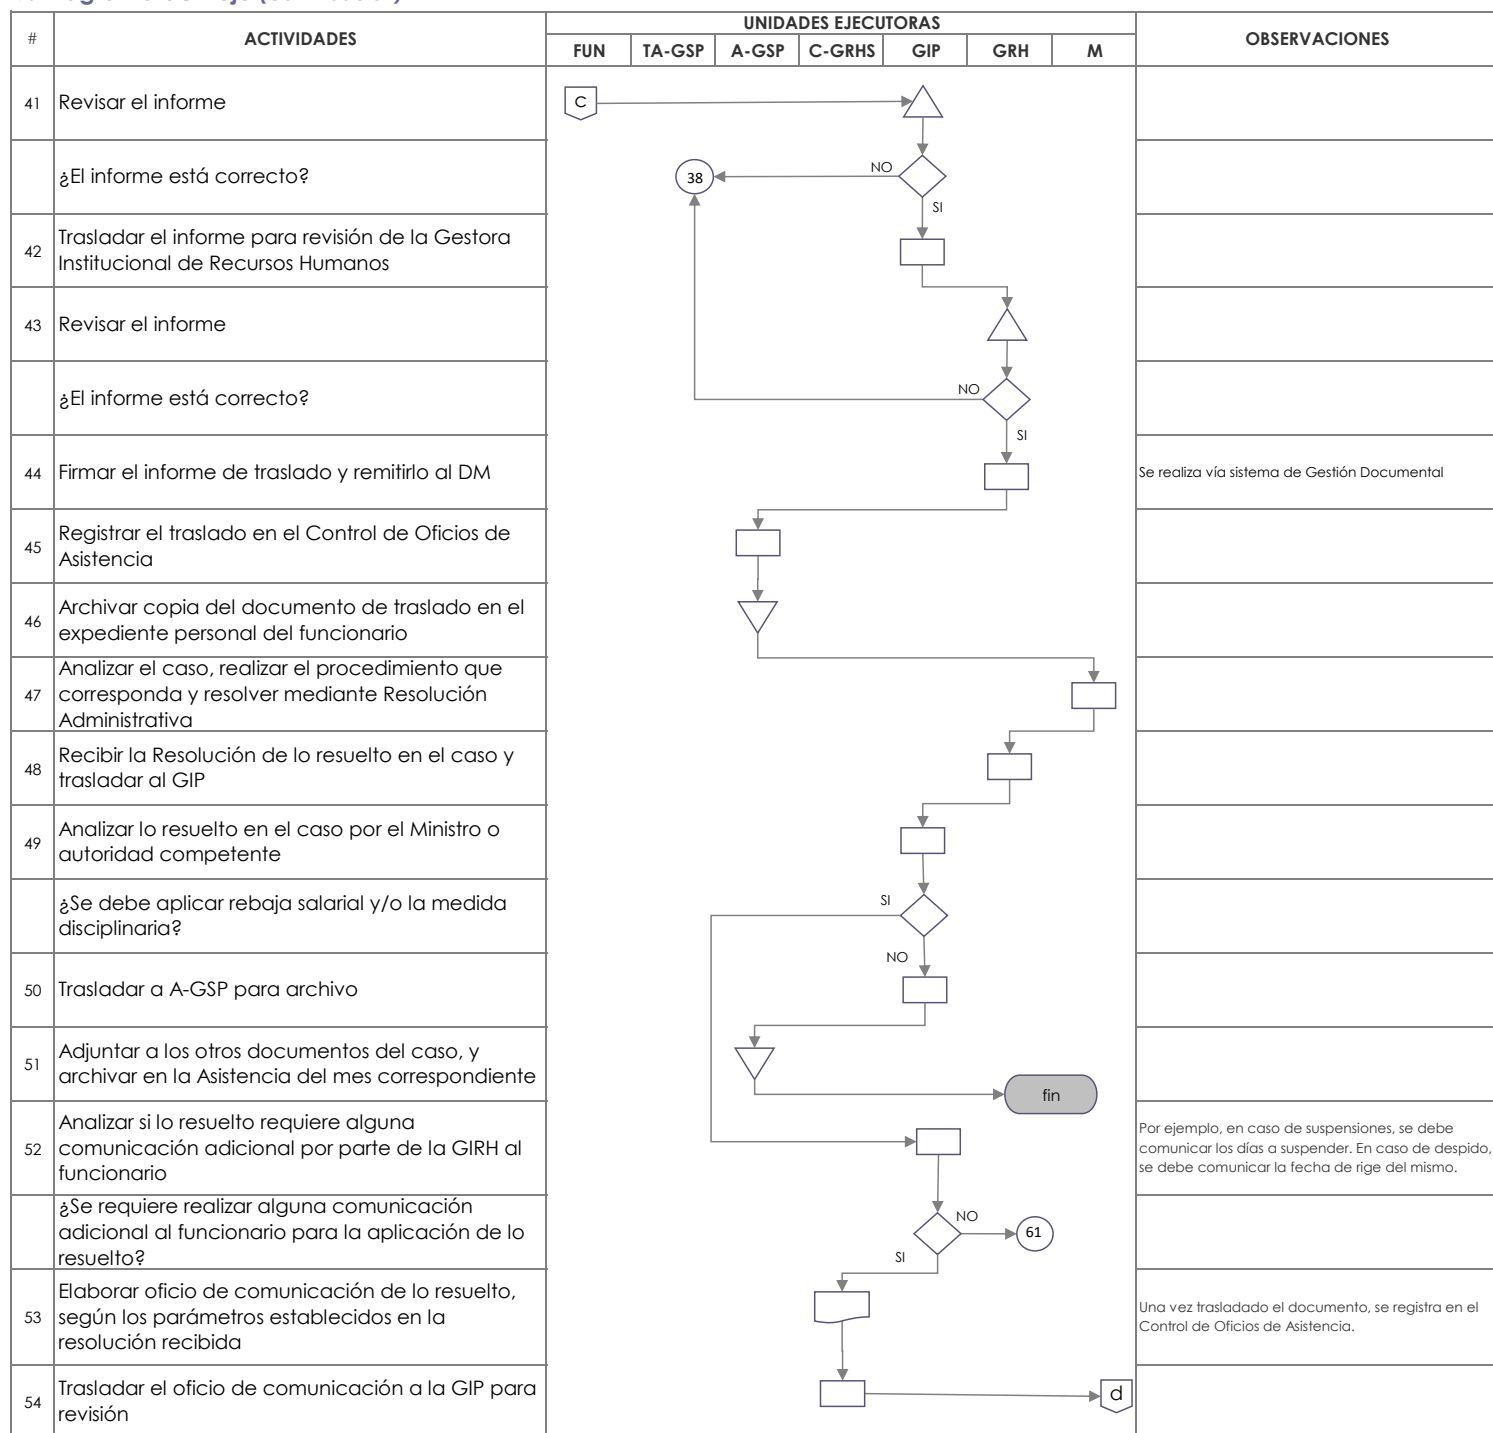 UNIDADES EJECUTORAS
# ACTIVIDADES OBSERVACIONES
FUN TA-GSP A-GSP C-GRHS GIP GRH M
41 Revisar el informe
C
¿El informe está correcto?
NO
38
SI
42 Trasladar el informe para revisión de la Gestora
Institucional de Recursos Humanos
43 Revisar el informe
¿El informe está correcto?
NO
SI
44 Firmar el informe de traslado y remitirlo al DM
Se realiza vía sistema de Gestión Documental
45 Registrar el traslado en el Control de Oficios de
Asistencia
46 Archivar copia del documento de traslado en el
expediente personal del funcionario
47 Analizar el caso, realizar el procedimiento que
corresponda y resolver mediante Resolución
Administrativa
48 Recibir la Resolución de lo resuelto en el caso y
trasladar al GIP
49 Analizar lo resuelto en el caso por el Ministro o
autoridad competente
¿Se debe aplicar rebaja salarial y/o la medida
disciplinaria?
SI
NO
50 Trasladar a A-GSP para archivo
51 Adjuntar a los otros documentos del caso, y
archivar en la Asistencia del mes correspondiente
fin
52 Analizar si lo resuelto requiere alguna
comunicación adicional por parte de la GIRH al
funcionario
Por ejemplo, en caso de suspensiones, se debe
comunicar los días a suspender. En caso de despido,
se debe comunicar la fecha de rige del mismo.
¿Se requiere realizar alguna comunicación
adicional al funcionario para la aplicación de lo
resuelto?
NO
61
SI
53 Elaborar oficio de comunicación de lo resuelto,
según los parámetros establecidos en la
resolución recibida
Una vez trasladado el documento, se registra en el
Control de Oficios de Asistencia.
54 Trasladar el oficio de comunicación a la GIP para
revisión
d